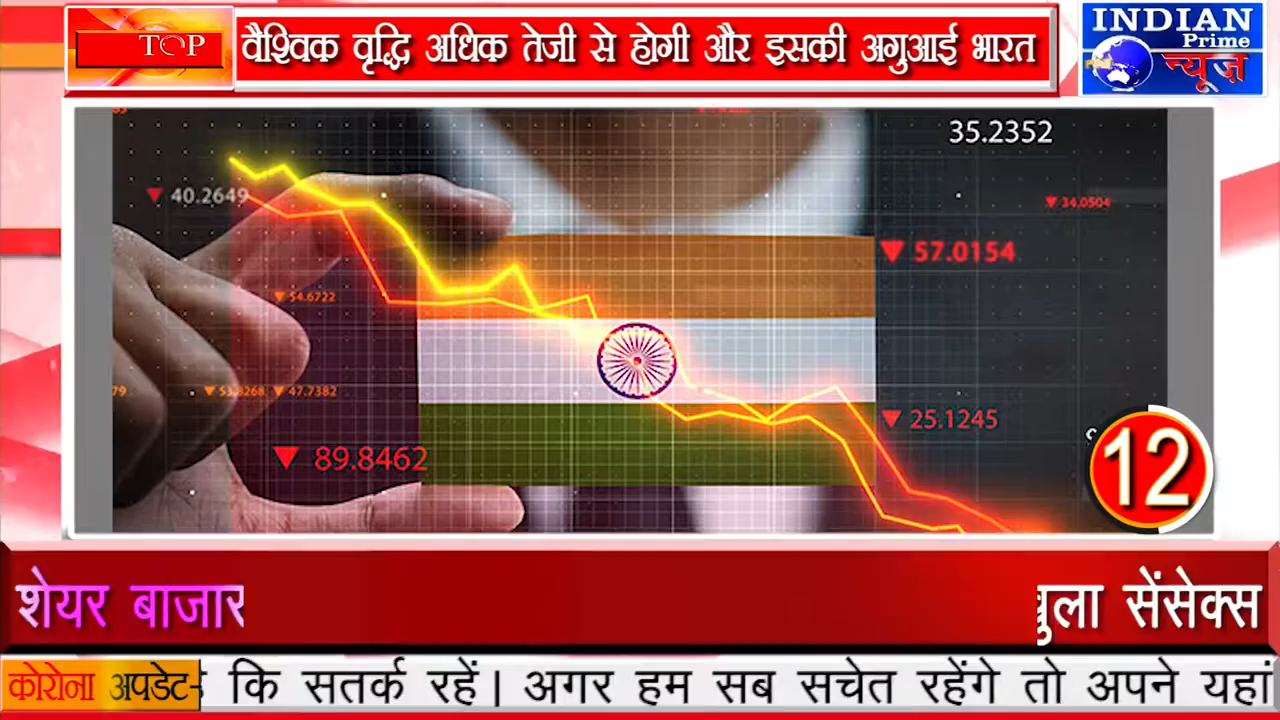 TOP
वैश्विक वृद्धि अधिक तेजी से होगी और इसकी अगुआई भारत
INDIAN
Prime
न्यूज़
35.2352
▼ 40.2649
▼ 34.0504
▼ 57.0154
▼ 54.6722
▼ 47.7382
▼ 25.1245
▼ 89.8462
12
शेयर बाजार
सेंसेक्स
कोरोना अपडेट-
कि सतर्क रहें। अगर हम सब सचेत रहेंगे तो अपने यहां